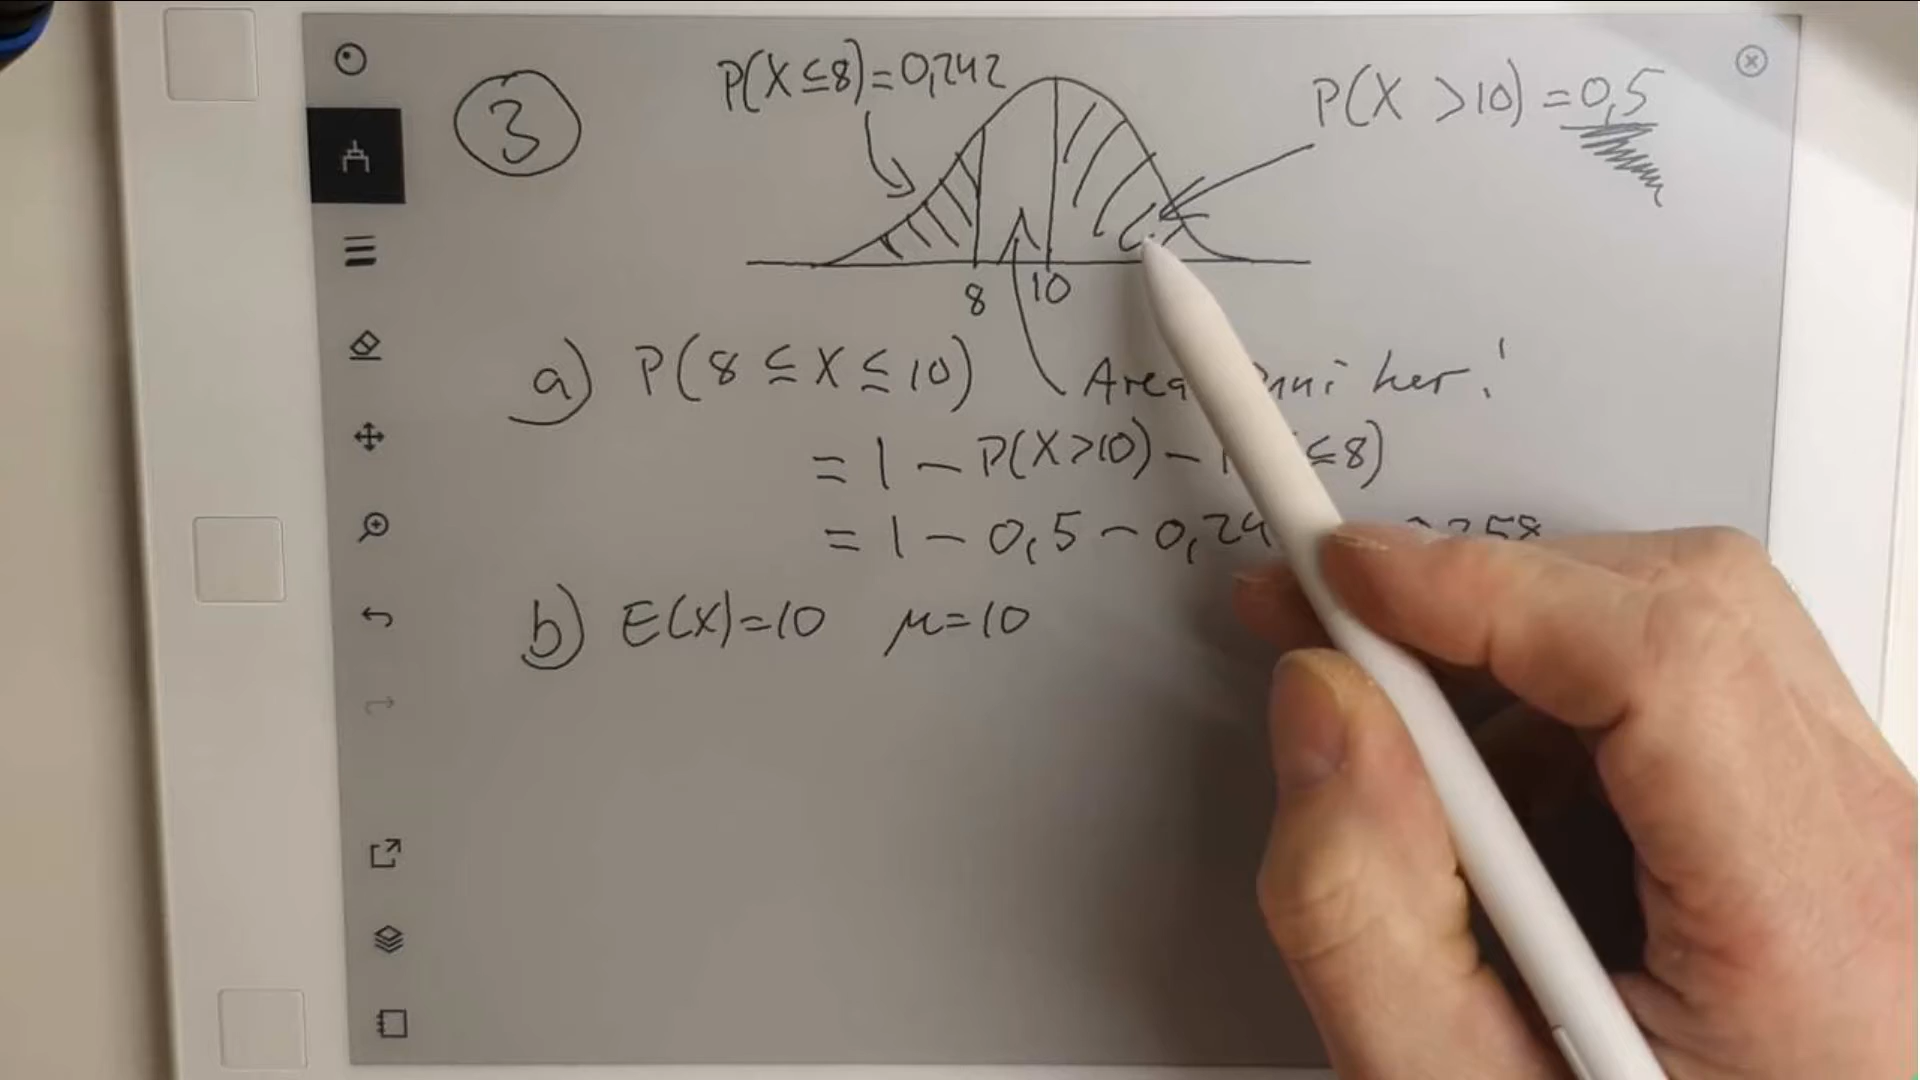 3
P(X ≤ 8) = 0,242
P(X > 10) = 0,5
8 10
a) P(8 ≤ X ≤ 10) Area her!
= 1 − P(X>10) − ≤ 8)
= 1 − 0,5 − 0,24
b) E(X) = 10 μ = 10